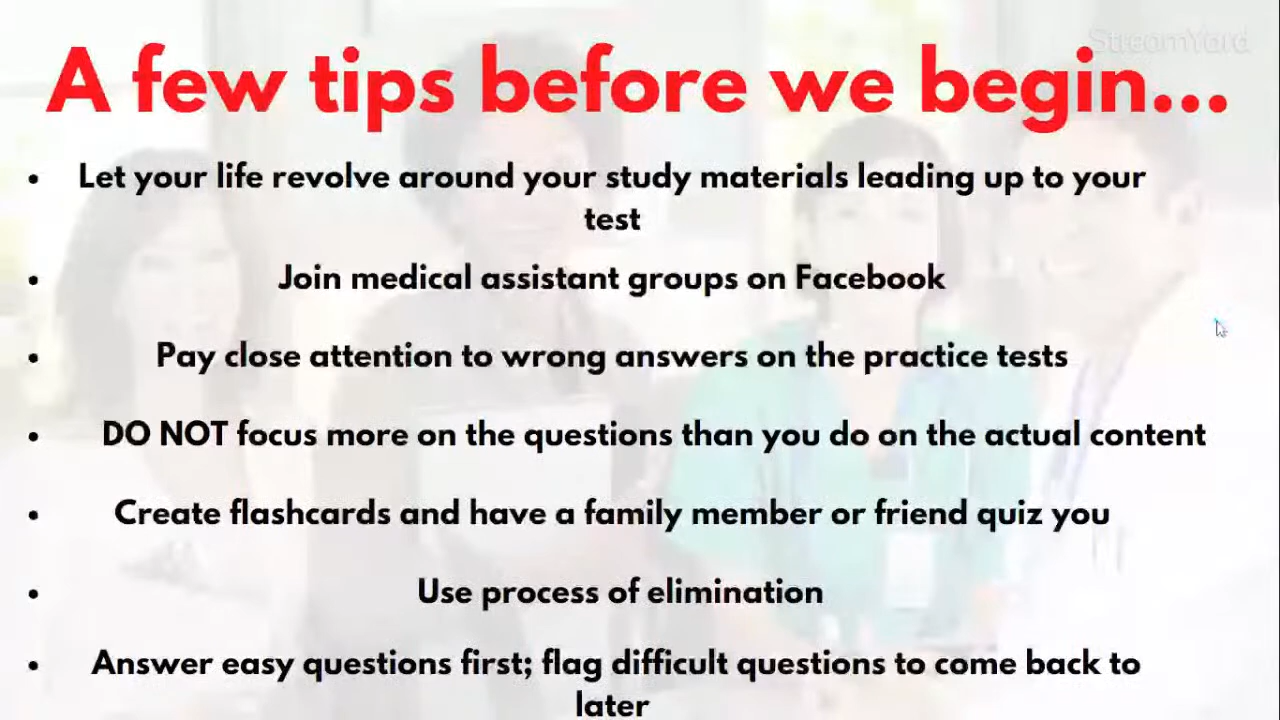 StreamYard
A few tips before we begin...
• Let your life revolve around your study materials leading up to your
test
• Join medical assistant groups on Facebook
• Pay close attention to wrong answers on the practice tests
• DO NOT focus more on the questions than you do on the actual content
• Create flashcards and have a family member or friend quiz you
• Use process of elimination
• Answer easy questions first; flag difficult questions to come back to
later